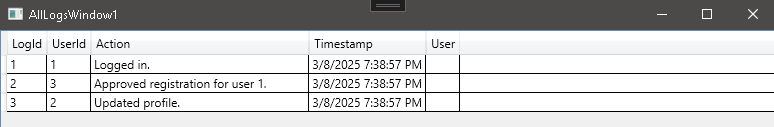 AllLogsWindow1
LogId UserId Action Timestamp User
1 1 Logged in. 3/8/2025 7:38:57 PM
2 3 Approved registration for user 1. 3/8/2025 7:38:57 PM
3 2 Updated profile. 3/8/2025 7:38:57 PM